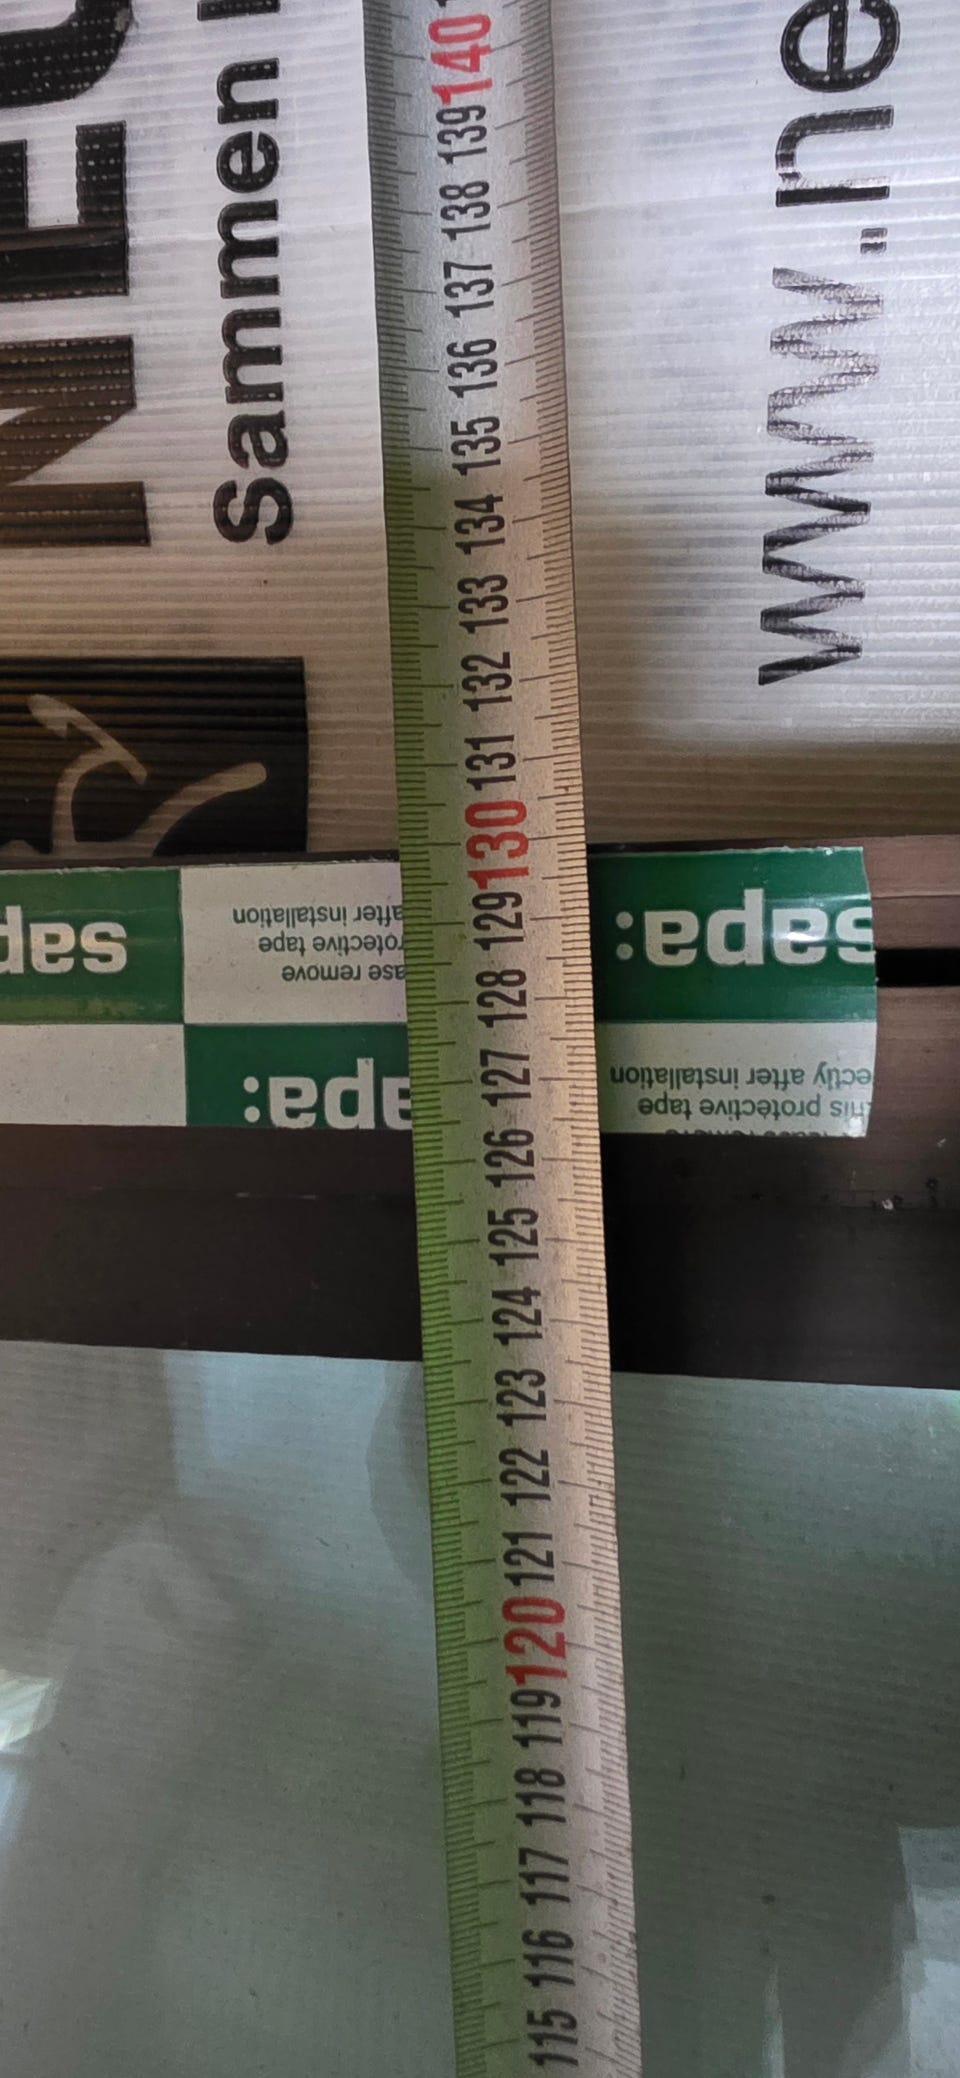 Sammen
www.ne
140
139
138
137
136
135
134
133
132
131
130
129
128
127
126
125
124
123
122
121
120
119
118
117
116
115
sapa:
ase remove
rotective tape
after installation
sapa:
apa:
his protective tape
ectly after installation